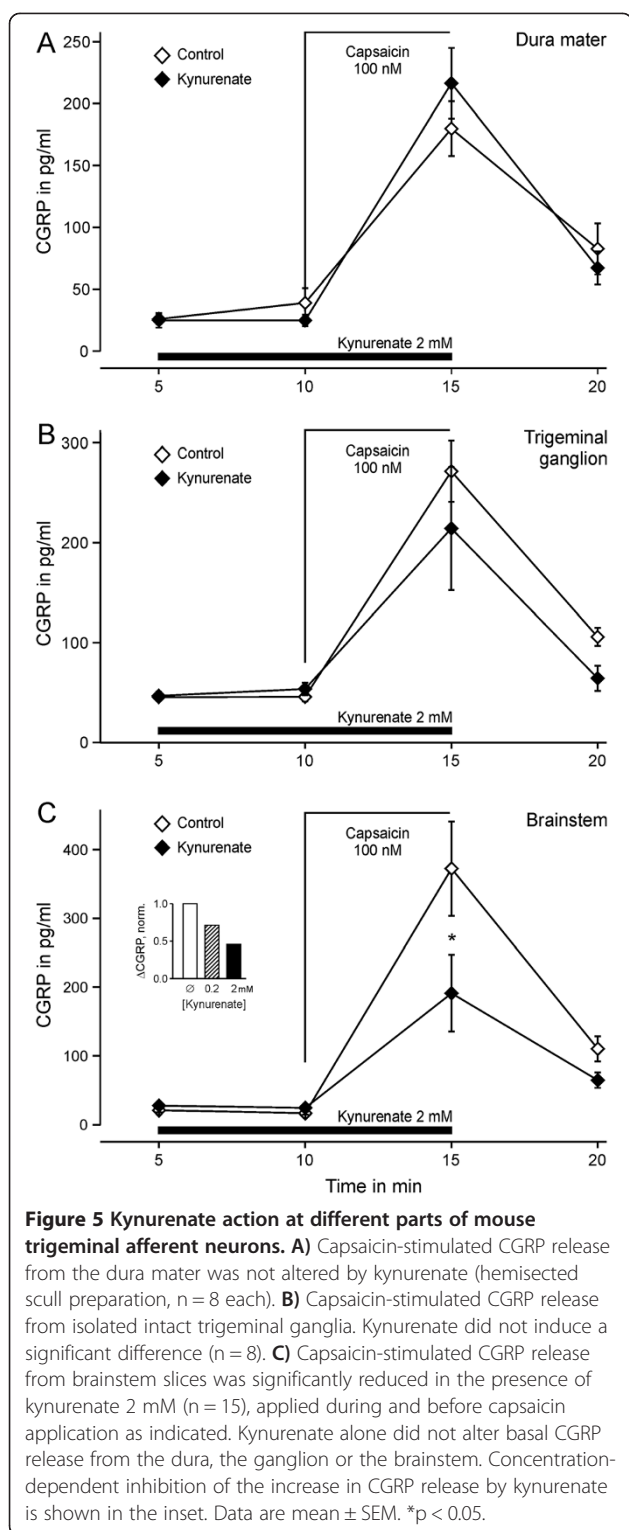 A
Control
Kynurenate
Capsaicin
100 nM
Dura mater
CGRP in pg/ml
250
200
150
100
50
0
Kynurenate 2 mM
5
10
15
20
B
Control
Kynurenate
Capsaicin
100 nM
Trigeminal
ganglion
CGRP in pg/ml
300
200
100
0
Kynurenate 2 mM
5
10
15
20
C
Control
Kynurenate
Capsaicin
100 nM
Brainstem
CGRP in pg/ml
400
300
200
100
0
ΔCGRP, norm.
1.0
0.5
0.0
∅ 0.2 2 mM
[Kynurenate]
*
Kynurenate 2 mM
5
10
15
20
Time in min
Figure 5 Kynurenate action at different parts of mouse
trigeminal afferent neurons. A) Capsaicin-stimulated CGRP release
from the dura mater was not altered by kynurenate (hemisected
scull preparation, n = 8 each). B) Capsaicin-stimulated CGRP release
from isolated intact trigeminal ganglia. Kynurenate did not induce a
significant difference (n = 8). C) Capsaicin-stimulated CGRP release
from brainstem slices was significantly reduced in the presence of
kynurenate 2 mM (n = 15), applied during and before capsaicin
application as indicated. Kynurenate alone did not alter basal CGRP
release from the dura, the ganglion or the brainstem. Concentration-
dependent inhibition of the increase in CGRP release by kynurenate
is shown in the inset. Data are mean ± SEM. *p < 0.05.